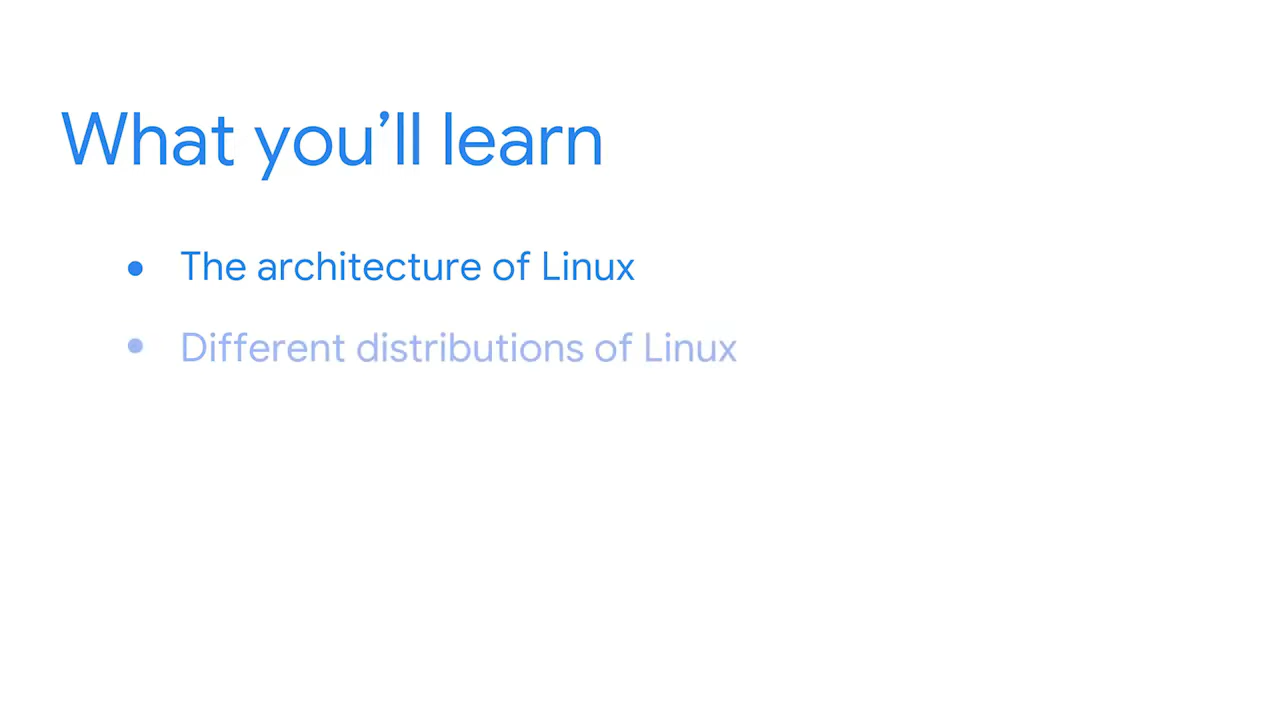 What you’ll learn
• The architecture of Linux
• Different distributions of Linux